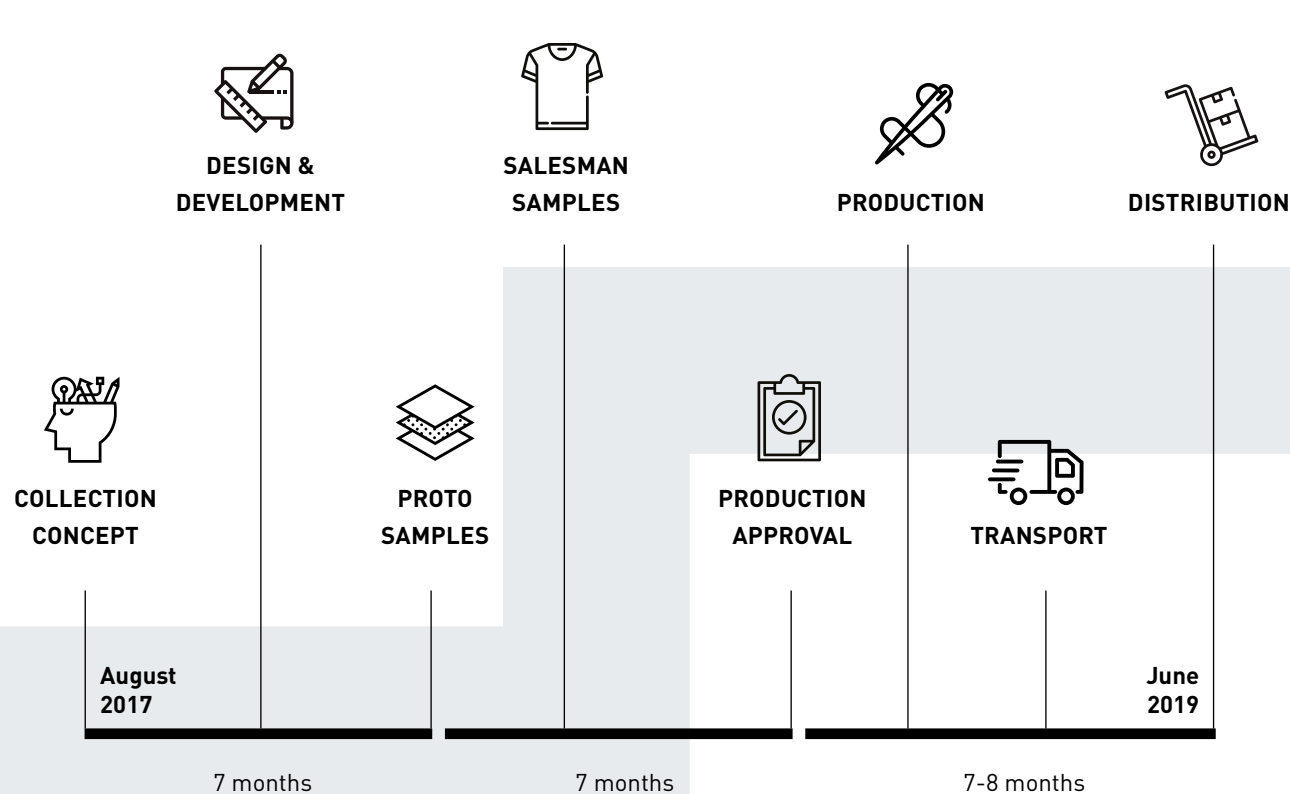 DESIGN &
DEVELOPMENT
SALESMAN
SAMPLES
PRODUCTION
DISTRIBUTION
COLLECTION
CONCEPT
PROTO
SAMPLES
PRODUCTION
APPROVAL
TRANSPORT
August
2017
June
2019
7 months
7 months
7-8 months